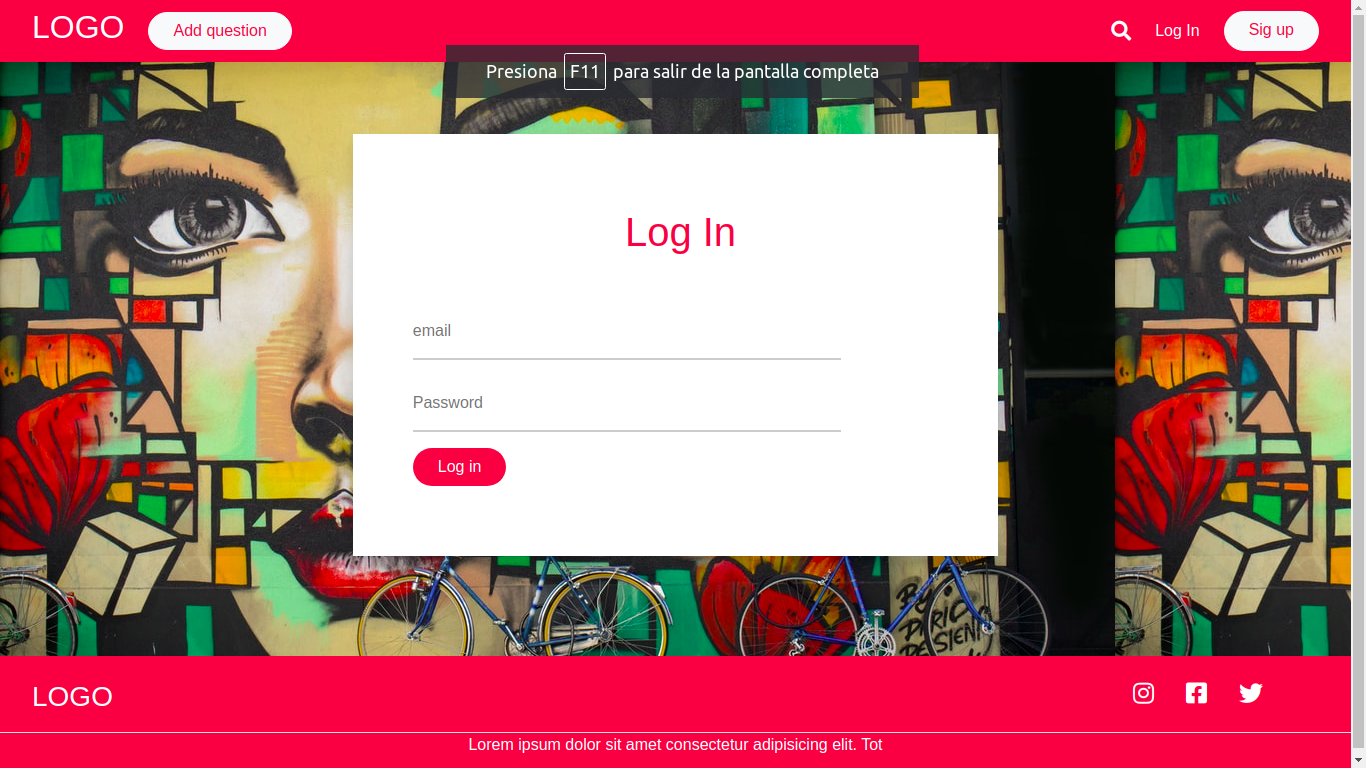 LOGO
Add question
Log In
Sig up
Presiona F11 para salir de la pantalla completa
Log In
email
Password
Log in
LOGO
Lorem ipsum dolor sit amet consectetur adipisicing elit. Tot